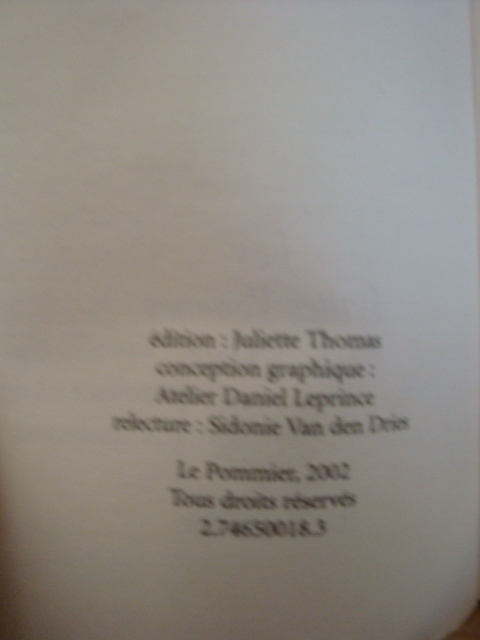 édition : Juliette Thomas
conception graphique :
Atelier Daniel Leprince
relecture : Sidonie Van den Dries
Le Pommier, 2002
Tous droits réservés
2.74650018.3